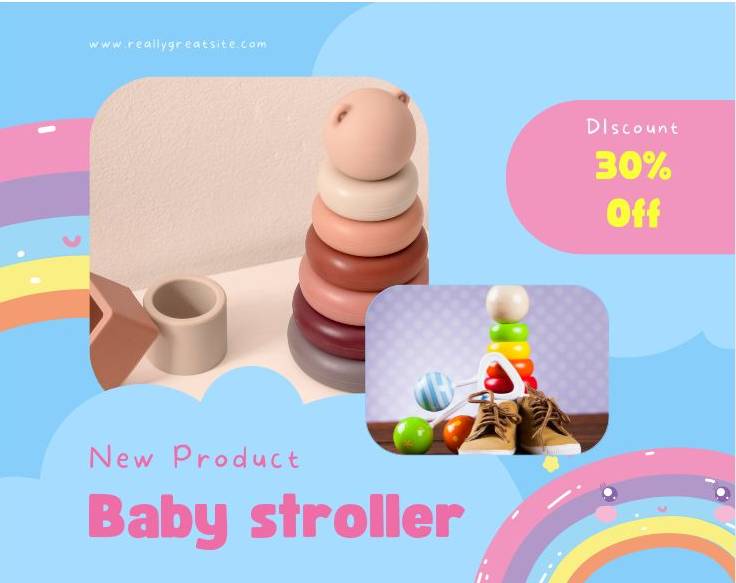 www.reallygreatsite.com
DIscount
30%
Off
New Product
Baby stroller